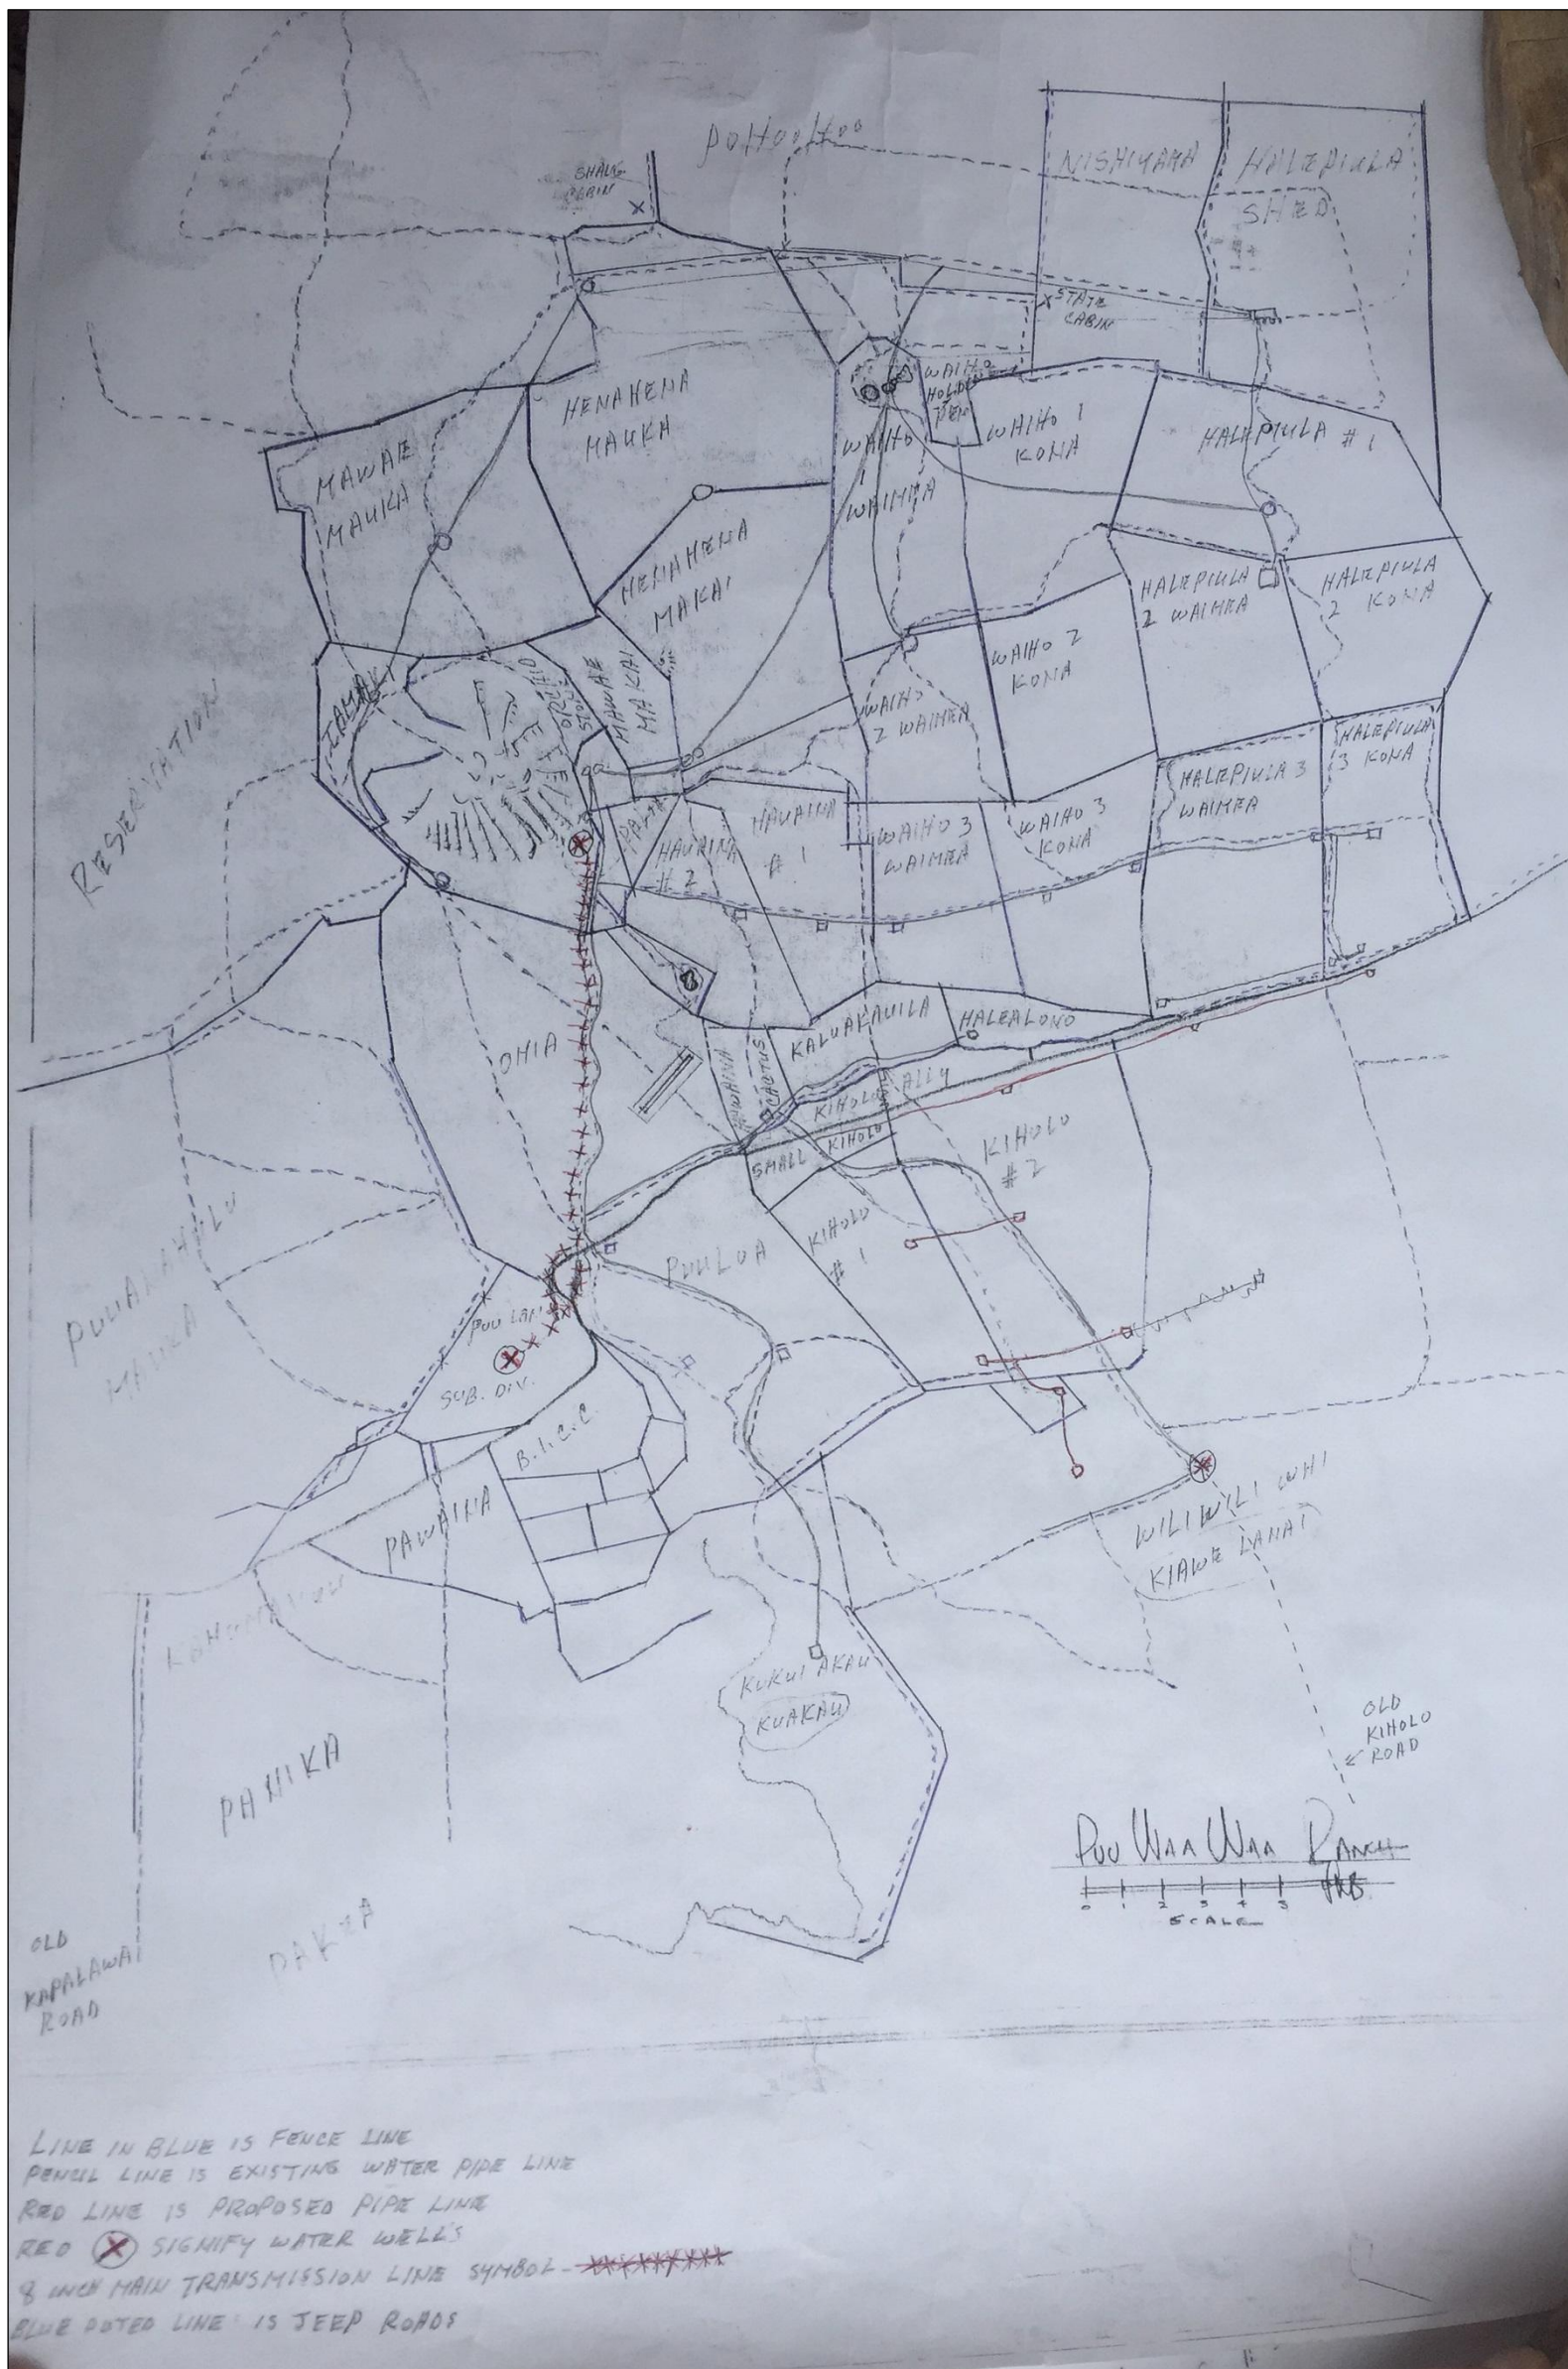 POHOOHOO
SHAUG
CABIN
NISHIYAMA
HALEPIULA
SHED
STATE
CABIN
HENAHENA
MAUKA
WAIHO
HOLDING
PEN
WAIHO 1
KONA
HALEPIULA # 1
MAWAE
MAUKA
WAIHO
1
WAIMEA
HENAHENA
MAKAI
HALEPIULA
2 WAIMEA
HALEPIULA
2 KONA
WAIHO 2
KONA
MAWAE
MAKAI
WAIHO
2 WAIMEA
HALEPIULA
3 KONA
HALEPIULA 3
WAIMEA
RESERVATION
HAUAINA
# 1
HAUAINA
# 2
WAIHO 3
WAIMEA
WAIHO 3
KONA
OHIA
KALUAKAUILA
HALEALONO
CACTUS
KIHOLO ALLY
SMALL KIHOLO
KIHOLO
# 2
KIHOLO
# 1
PUULUA
MAUKA
PUU LANI
SUB. DIV.
B.I.C.C.
PAWAINA
WILIWILI WHI
KIAWE LANAI
KUKUI AKAU
KUAKAU
OLD
KIHOLO
ROAD
PANIKA
OLD
KAPALAWAI
ROAD
PUU WAA WAA RANCH
0 1 2 3 4 5
SCALE
LINE IN BLUE IS FENCE LINE
PENCIL LINE IS EXISTING WATER PIPE LINE
RED LINE IS PROPOSED PIPE LINE
RED X SIGNIFY WATER WELLS
8 INCH MAIN TRANSMISSION LINE SYMBOL -
BLUE DOTED LINE IS JEEP ROADS